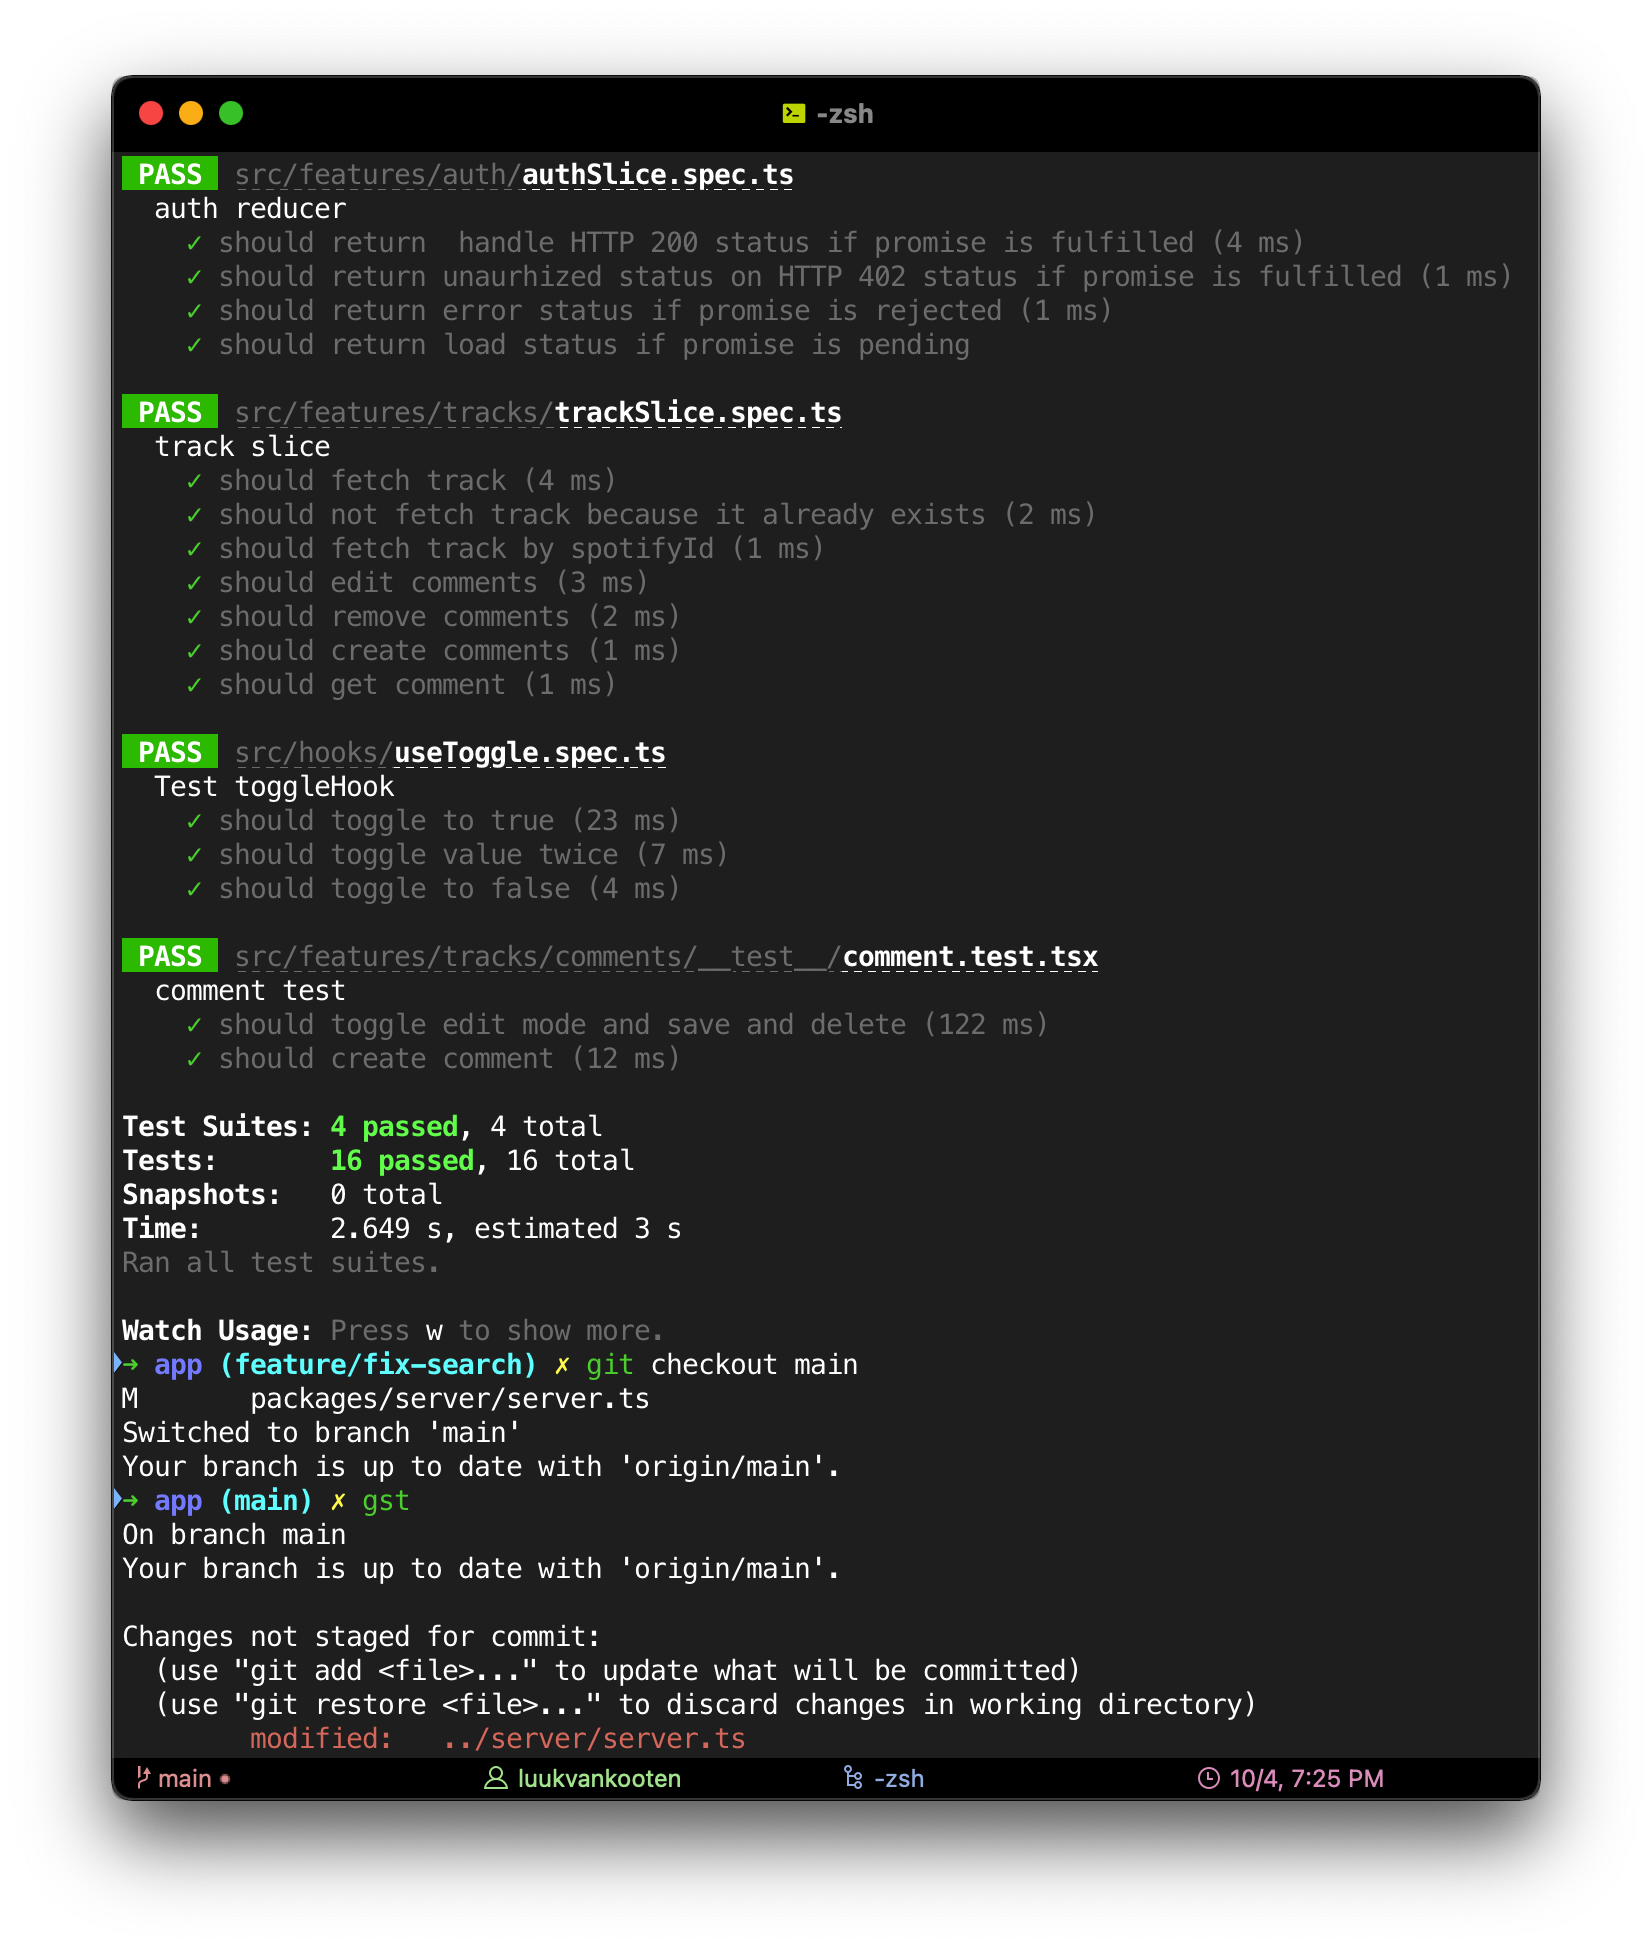 -zsh
PASS src/features/auth/authSlice.spec.ts
auth reducer
✓ should return  handle HTTP 200 status if promise is fulfilled (4 ms)
✓ should return unaurhized status on HTTP 402 status if promise is fulfilled (1 ms)
✓ should return error status if promise is rejected (1 ms)
✓ should return load status if promise is pending
PASS src/features/tracks/trackSlice.spec.ts
track slice
✓ should fetch track (4 ms)
✓ should not fetch track because it already exists (2 ms)
✓ should fetch track by spotifyId (1 ms)
✓ should edit comments (3 ms)
✓ should remove comments (2 ms)
✓ should create comments (1 ms)
✓ should get comment (1 ms)
PASS src/hooks/useToggle.spec.ts
Test toggleHook
✓ should toggle to true (23 ms)
✓ should toggle value twice (7 ms)
✓ should toggle to false (4 ms)
PASS src/features/tracks/comments/__test__/comment.test.tsx
comment test
✓ should toggle edit mode and save and delete (122 ms)
✓ should create comment (12 ms)
Test Suites: 4 passed, 4 total
Tests:       16 passed, 16 total
Snapshots:   0 total
Time:        2.649 s, estimated 3 s
Ran all test suites.
Watch Usage: Press w to show more.
➜ app (feature/fix-search) ✗ git checkout main
M       packages/server/server.ts
Switched to branch 'main'
Your branch is up to date with 'origin/main'.
➜ app (main) ✗ gst
On branch main
Your branch is up to date with 'origin/main'.
Changes not staged for commit:
(use "git add <file>..." to update what will be committed)
(use "git restore <file>..." to discard changes in working directory)
modified:   ../server/server.ts
main luukvankooten -zsh 10/4, 7:25 PM